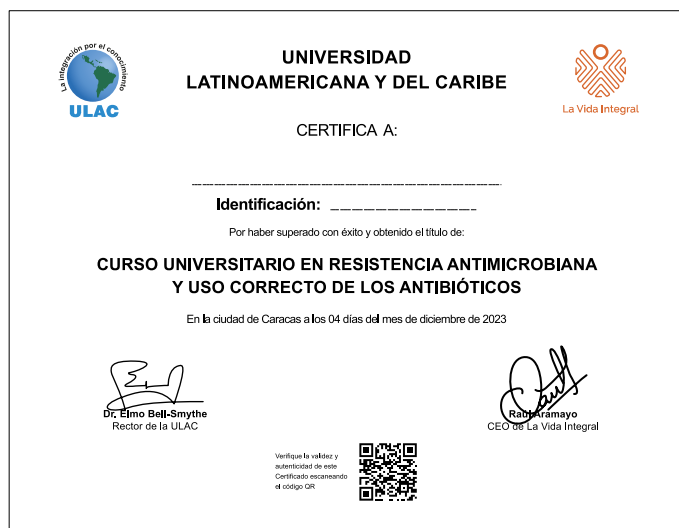 La integración por el conocimiento
ULAC
UNIVERSIDAD
LATINOAMERICANA Y DEL CARIBE
La Vida Integral
CERTIFICA A:
Identificación:
Por haber superado con éxito y obtenido el título de:
CURSO UNIVERSITARIO EN RESISTENCIA ANTIMICROBIANA
Y USO CORRECTO DE LOS ANTIBIÓTICOS
En la ciudad de Caracas a los 04 días del mes de diciembre de 2023
Dr. Elmo Bell-Smythe
Rector de la ULAC
Raúl Aramayo
CEO de La Vida Integral
Verifique la validez y
autenticidad de este
Certificado escaneando
el código QR